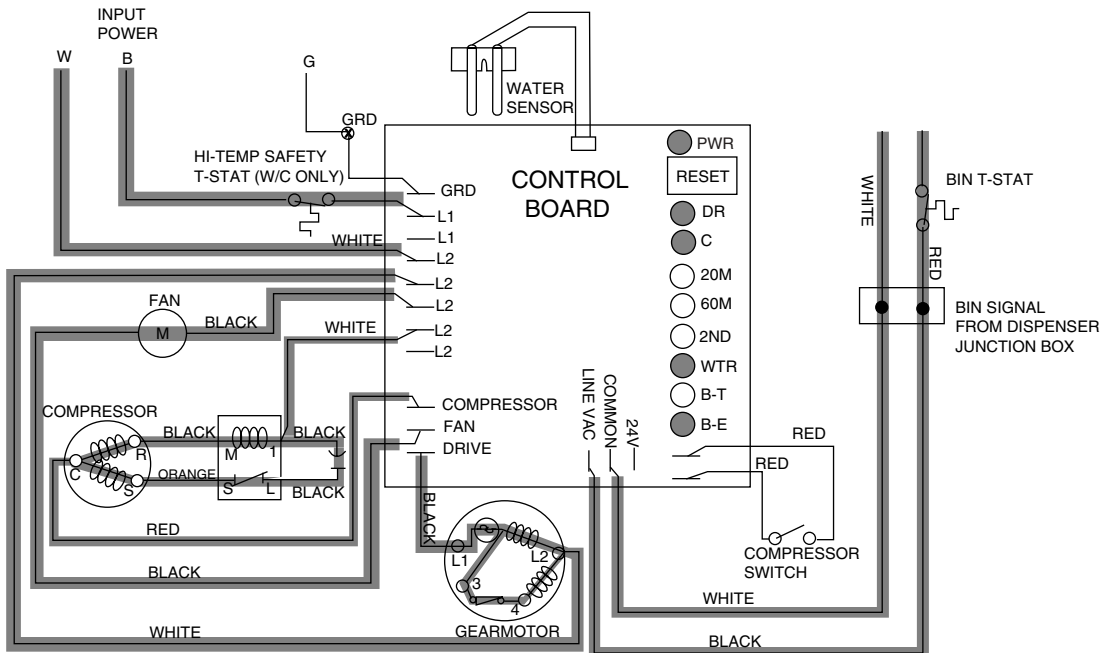 INPUT
POWER
W
B
G
GRD
WATER
SENSOR
HI-TEMP SAFETY
T-STAT (W/C ONLY)
CONTROL
BOARD
GRD
L1
L1
WHITE
L2
L2
L2
WHITE
L2
L2
COMPRESSOR
FAN
DRIVE
PWR
RESET
DR
C
20M
60M
2ND
WTR
B-T
B-E
LINE VAC
COMMON
24V
WHITE
BIN T-STAT
RED
BIN SIGNAL
FROM DISPENSER
JUNCTION BOX
FAN
M
BLACK
COMPRESSOR
C
R
S
BLACK
M
1
BLACK
ORANGE
S
L
BLACK
RED
BLACK
WHITE
BLACK
L1
L2
3
4
GEARMOTOR
RED
RED
COMPRESSOR
SWITCH
WHITE
BLACK